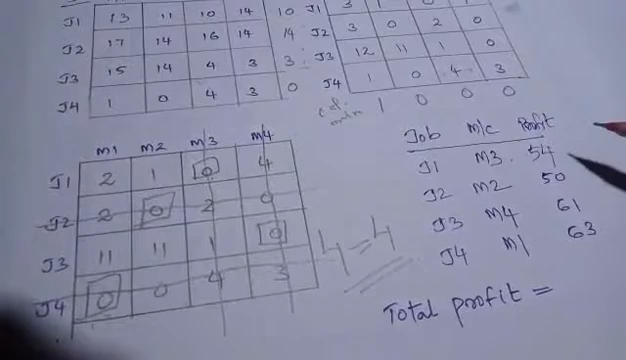 J1 13 11 10 14 10
J2 17 14 16 14 14
J3 15 14 4 3 3
J4 1 0 4 3 0
J1 3
J2 3 0 2 0
J3 12 11 1 0
J4 1 0 4 3
col. min 1 0 0 0
M1 M2 M3 M4
J1 2 1 0 4
J2 2 0 2 0
J3 11 11 1 0
J4 0 0 4 3
4=4
Job M/c Profit
J1 M3 54
J2 M2 50
J3 M4 61
J4 M1 63
Total profit =